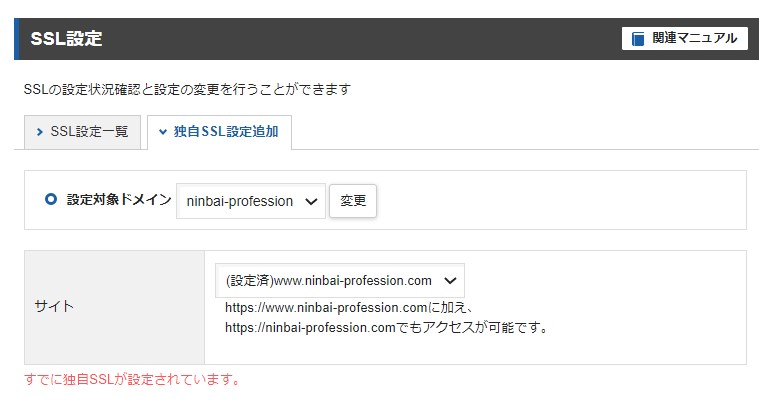 SSL設定
関連マニュアル
SSLの設定状況確認と設定の変更を行うことができます
SSL設定一覧
独自SSL設定追加
設定対象ドメイン ninbai-profession 変更
(設定済)www.ninbai-profession.com
サイト
https://www.ninbai-profession.comに加え、
https://ninbai-profession.comでもアクセスが可能です。
すでに独自SSLが設定されています。